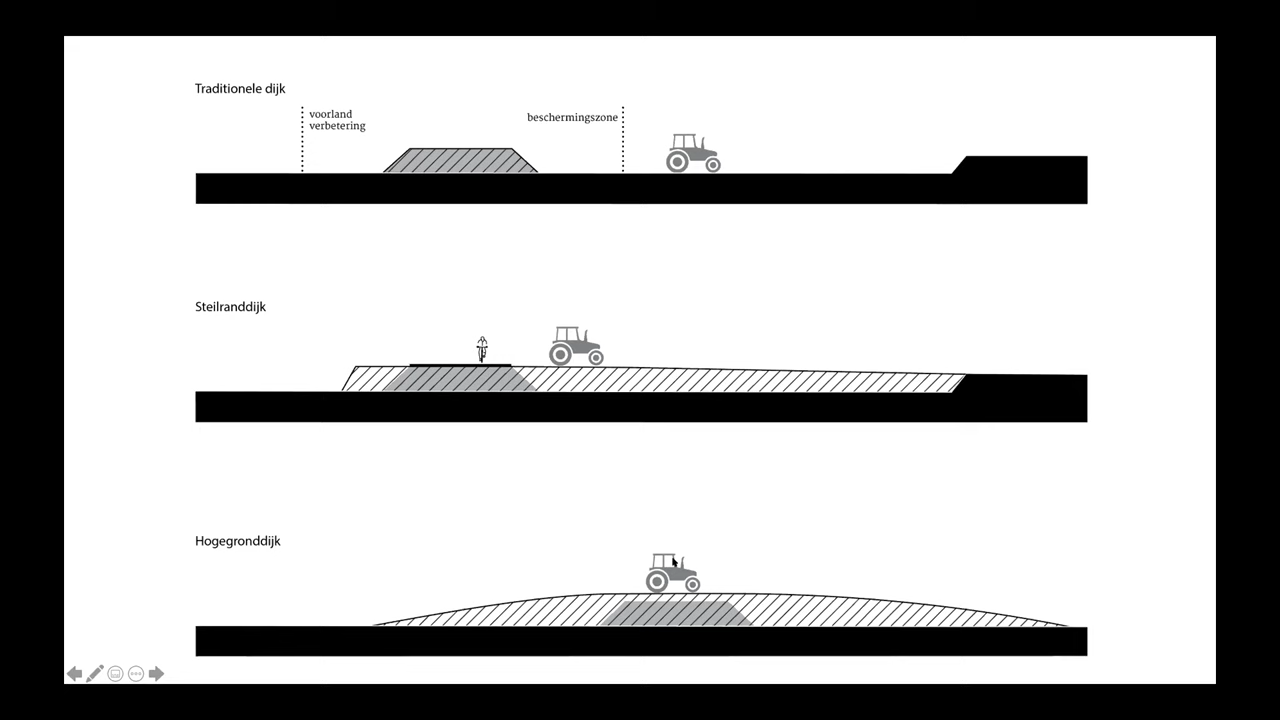 Traditionele dijk
voorland
verbetering
beschermingszone
Steilranddijk
Hogegronddijk